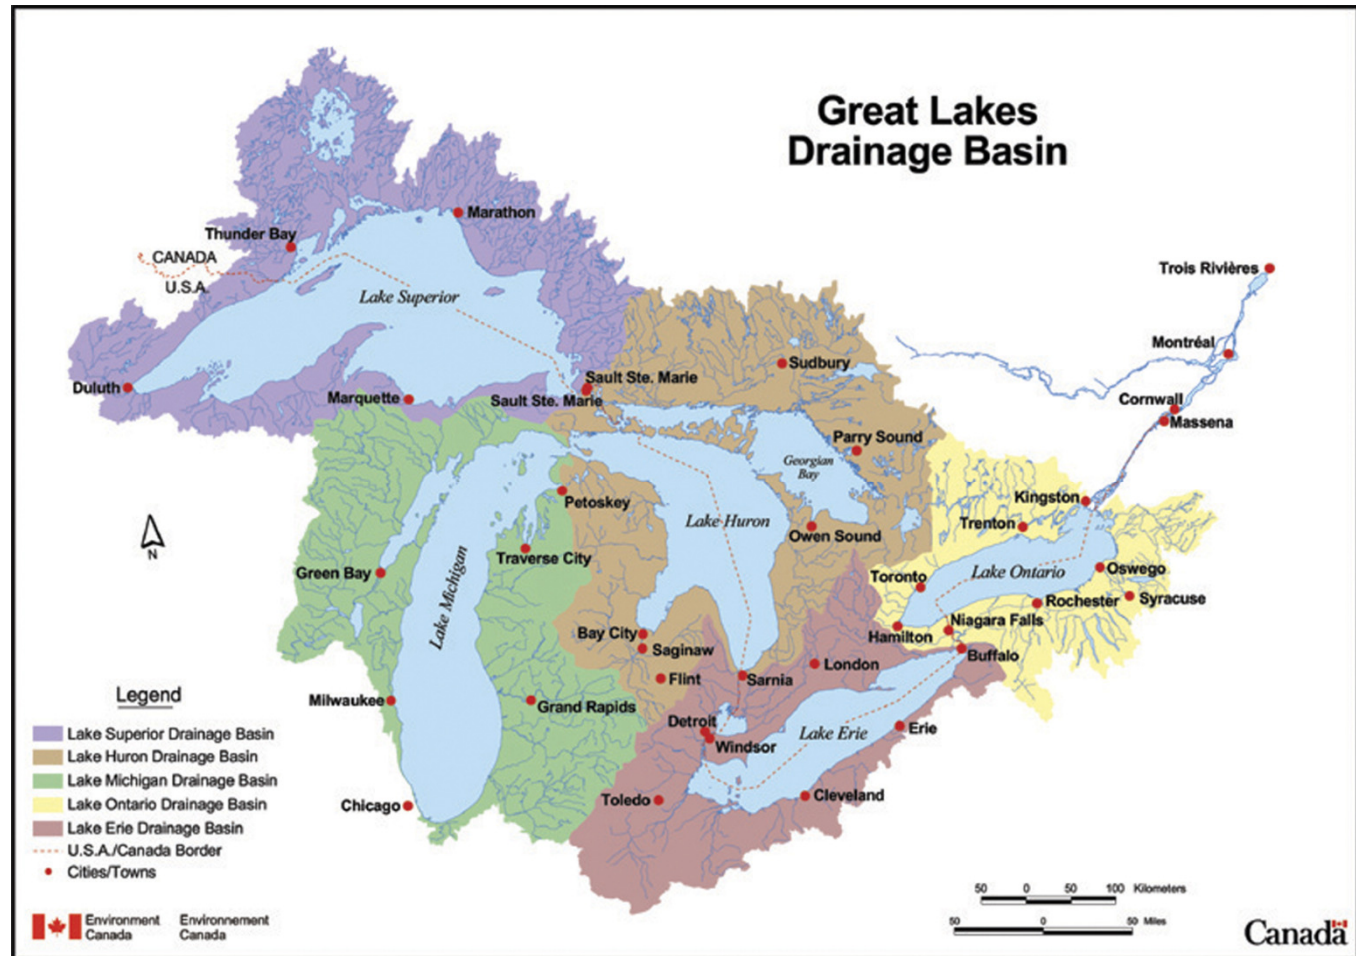 Great Lakes
Drainage Basin
Marathon
Thunder Bay
CANADA
U.S.A.
Lake Superior
Trois Rivières
Montréal
Duluth
Marquette
Sault Ste. Marie
Sault Ste. Marie
Sudbury
Cornwall
Massena
Parry Sound
Georgian
Bay
Petoskey
Lake Huron
Owen Sound
Kingston
Trenton
Traverse City
N
Green Bay
Lake Michigan
Toronto
Lake Ontario
Oswego
Rochester
Syracuse
Hamilton
Niagara Falls
Buffalo
Bay City
Saginaw
London
Flint
Sarnia
Milwaukee
Grand Rapids
Detroit
Windsor
Lake Erie
Erie
Chicago
Toledo
Cleveland
Legend
Lake Superior Drainage Basin
Lake Huron Drainage Basin
Lake Michigan Drainage Basin
Lake Ontario Drainage Basin
Lake Erie Drainage Basin
U.S.A./Canada Border
Cities/Towns
Environment
Canada
Environnement
Canada
50 0 50 100 Kilometers
50 0 50 Miles
Canada